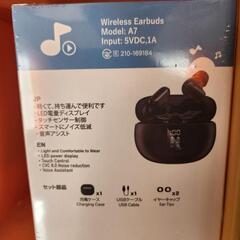 Wireless Earbuds
Model: A7
Input: 5VDC,1A
210-169184
JP
・軽くて、持ち運んで便利です
・LED電量ディスプレイ
・タッチセンサー制御
・スマートにノイズ低減
・音声アシスト
EN
・Light and Comfortable to Wear
・LED power display
・Touch Control
・CVC 8.0 Noise reduction
・Voice Assistant
セット部品
x1
x1
x2
充電ケース
Charging Case
USBケーブル
USB Cable
イヤーキャップ
Ear-Tips